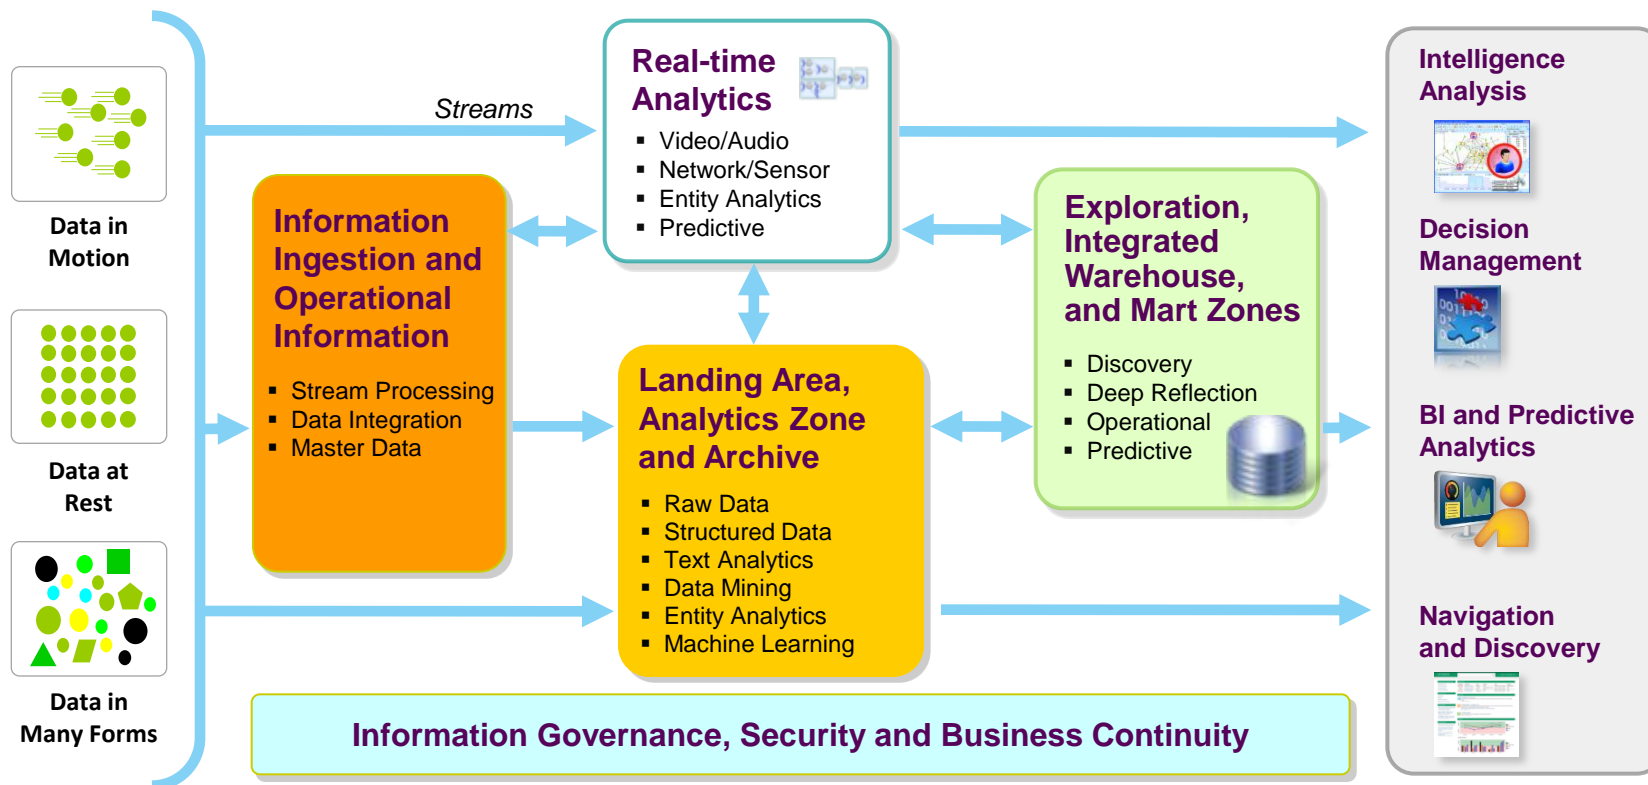 Data in
Motion
Data at
Rest
Data in
Many Forms
Streams
Information
Ingestion and
Operational
Information
▪ Stream Processing
▪ Data Integration
▪ Master Data
Real-time
Analytics
▪ Video/Audio
▪ Network/Sensor
▪ Entity Analytics
▪ Predictive
Landing Area,
Analytics Zone
and Archive
▪ Raw Data
▪ Structured Data
▪ Text Analytics
▪ Data Mining
▪ Entity Analytics
▪ Machine Learning
Exploration,
Integrated
Warehouse,
and Mart Zones
▪ Discovery
▪ Deep Reflection
▪ Operational
▪ Predictive
Intelligence
Analysis
Decision
Management
BI and Predictive
Analytics
Navigation
and Discovery
Information Governance, Security and Business Continuity